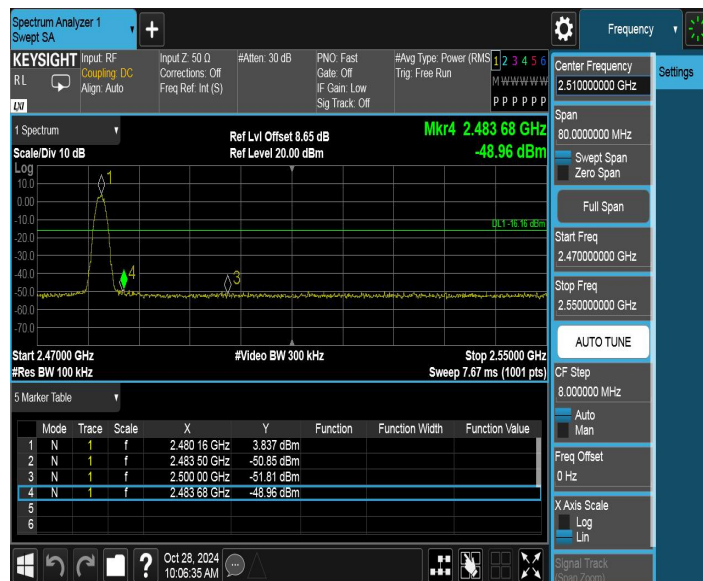 Spectrum Analyzer 1
Swept SA
Frequency
KEYSIGHT
RL
LXI
Input: RF
Coupling: DC
Align: Auto
Input Z: 50 Ω
Corrections: Off
Freq Ref: Int (S)
#Atten: 30 dB
PNO: Fast
Gate: Off
IF Gain: Low
Sig Track: Off
#Avg Type: Power (RMS
Trig: Free Run
1 2 3 4 5 6
M W W W W W
P P P P P P
1 Spectrum
Scale/Div 10 dB
Ref Lvl Offset 8.65 dB
Ref Level 20.00 dBm
Mkr4 2.483 68 GHz
-48.96 dBm
Log
10.0
0.00
-10.0
-20.0
-30.0
-40.0
-50.0
-60.0
-70.0
1
4
3
DL1 -16.16 dBm
Start 2.47000 GHz
#Video BW 300 kHz
Stop 2.55000 GHz
#Res BW 100 kHz
Sweep 7.67 ms (1001 pts)
5 Marker Table
Mode Trace Scale X Y Function Function Width Function Value
1 N 1 f 2.480 16 GHz 3.837 dBm
2 N 1 f 2.483 50 GHz -50.85 dBm
3 N 1 f 2.500 00 GHz -51.81 dBm
4 N 1 f 2.483 68 GHz -48.96 dBm
5
6
Oct 28, 2024
10:06:35 AM
?
Center Frequency
2.510000000 GHz
Settings
Span
80.0000000 MHz
Swept Span
Zero Span
Full Span
Start Freq
2.470000000 GHz
Stop Freq
2.550000000 GHz
AUTO TUNE
CF Step
8.000000 MHz
Auto
Man
Freq Offset
0 Hz
X Axis Scale
Log
Lin
Signal Track
(Span Zoom)